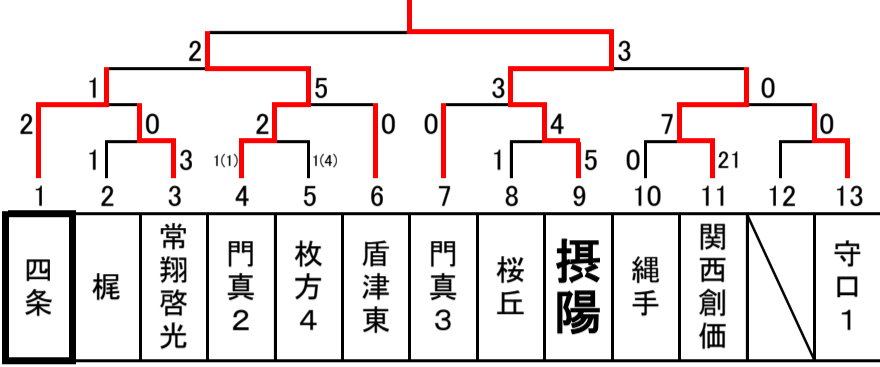 2 3
1 5 3 0
2 0 2 0 0 4 7 0
1 3 1(1) 1(4) 1 5 0 21
1 2 3 4 5 6 7 8 9 10 11 12 13
四条
梶
常翔啓光
門真2
枚方4
盾津東
門真3
桜丘
摂陽
縄手
関西創価
守口1